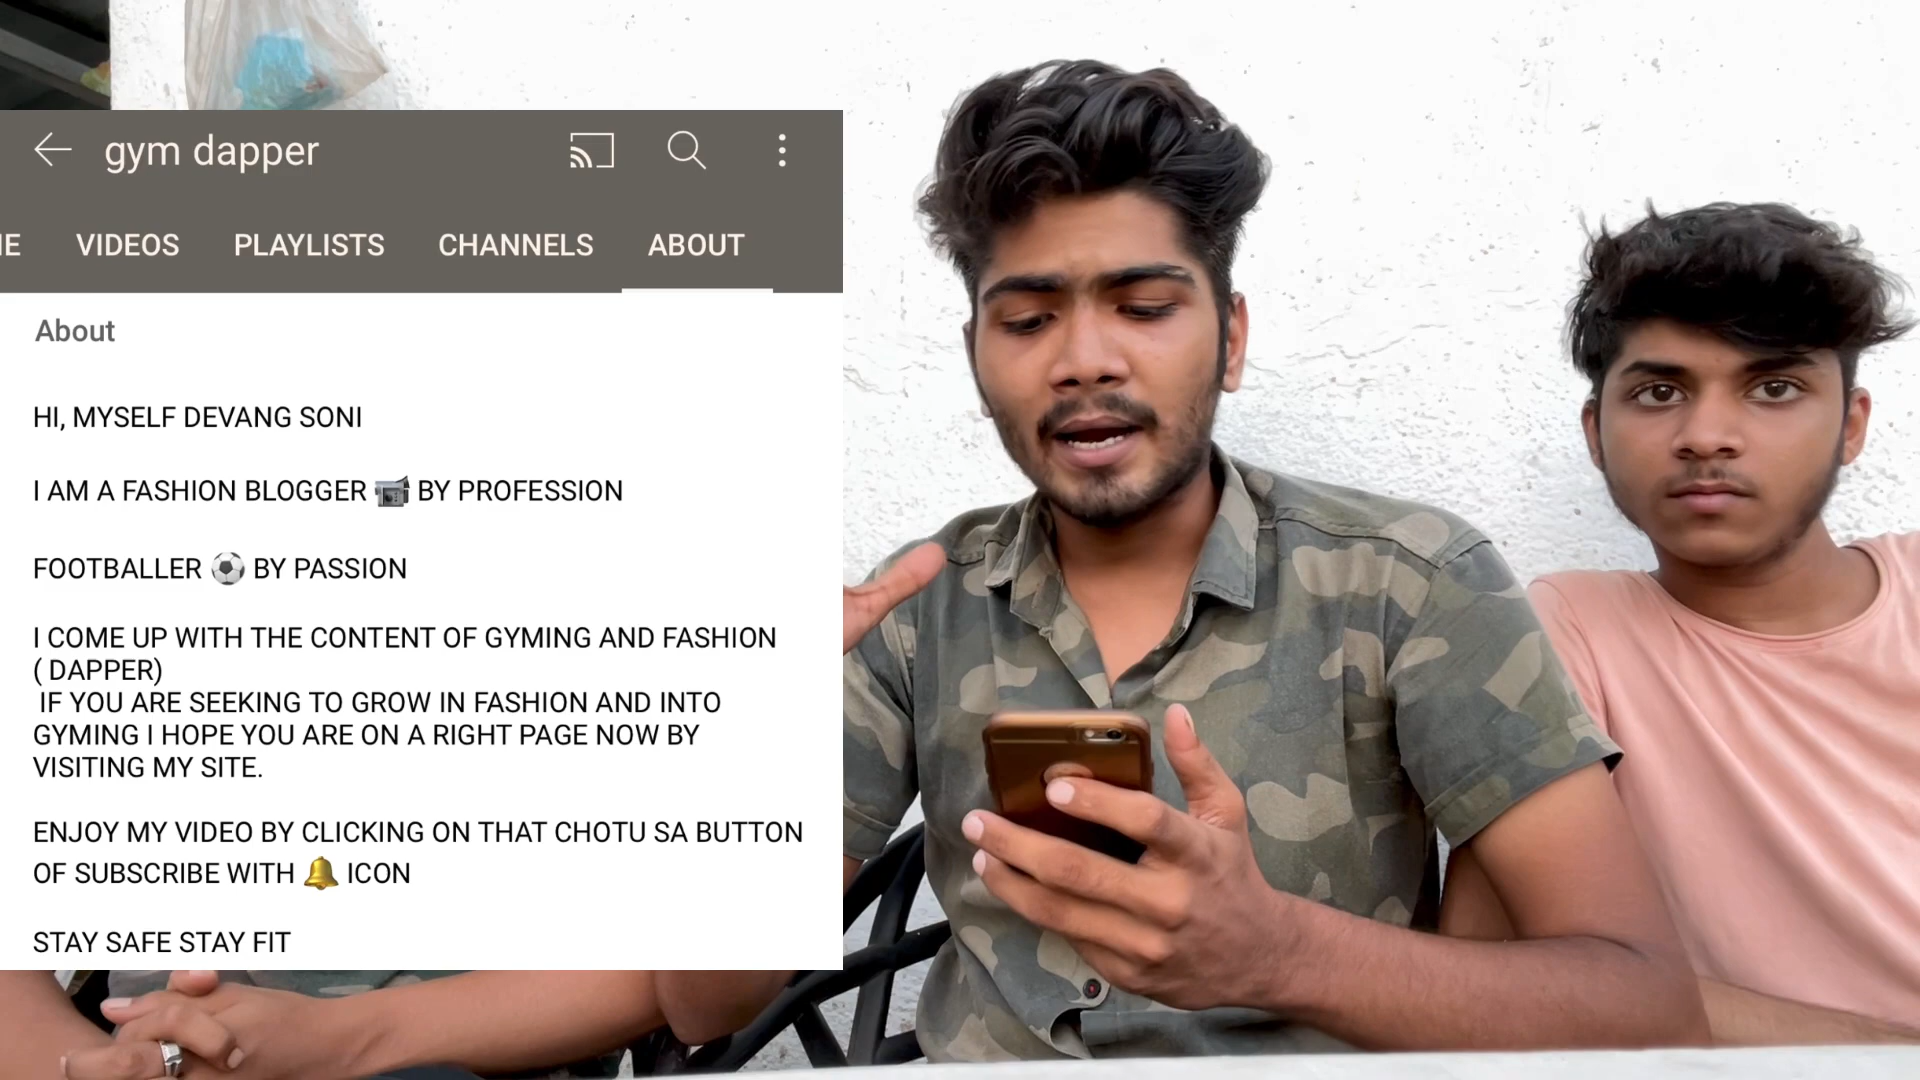 gym dapper
VIDEOS PLAYLISTS CHANNELS ABOUT
About
HI, MYSELF DEVANG SONI
I AM A FASHION BLOGGER 📹 BY PROFESSION
FOOTBALLER ⚽ BY PASSION
I COME UP WITH THE CONTENT OF GYMING AND FASHION
( DAPPER)
IF YOU ARE SEEKING TO GROW IN FASHION AND INTO
GYMING I HOPE YOU ARE ON A RIGHT PAGE NOW BY
VISITING MY SITE.
ENJOY MY VIDEO BY CLICKING ON THAT CHOTU SA BUTTON
OF SUBSCRIBE WITH 🔔 ICON
STAY SAFE STAY FIT